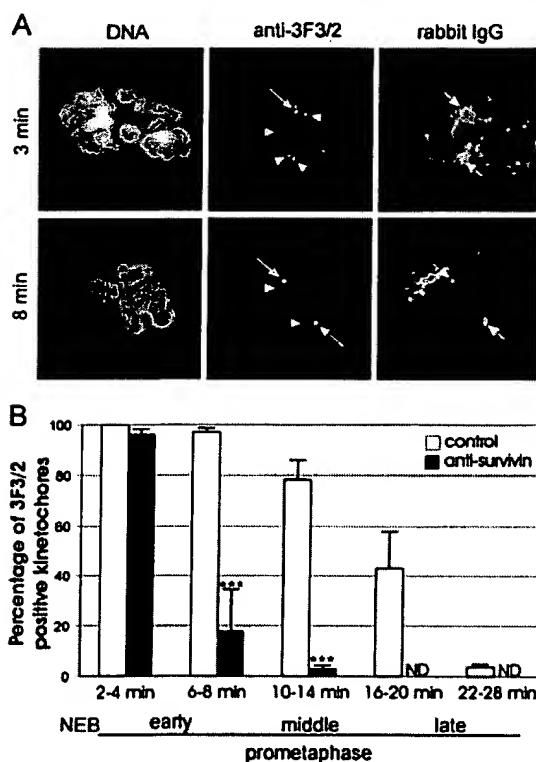 A
DNA anti-3F3/2 rabbit IgG
3 min
8 min
B
Percentage of 3F3/2
positive kinetochores
100
80
60
40
20
0
control
anti-survivin
***
***
ND
ND
2-4 min 6-8 min 10-14 min 16-20 min 22-28 min
NEB early middle late
prometaphase